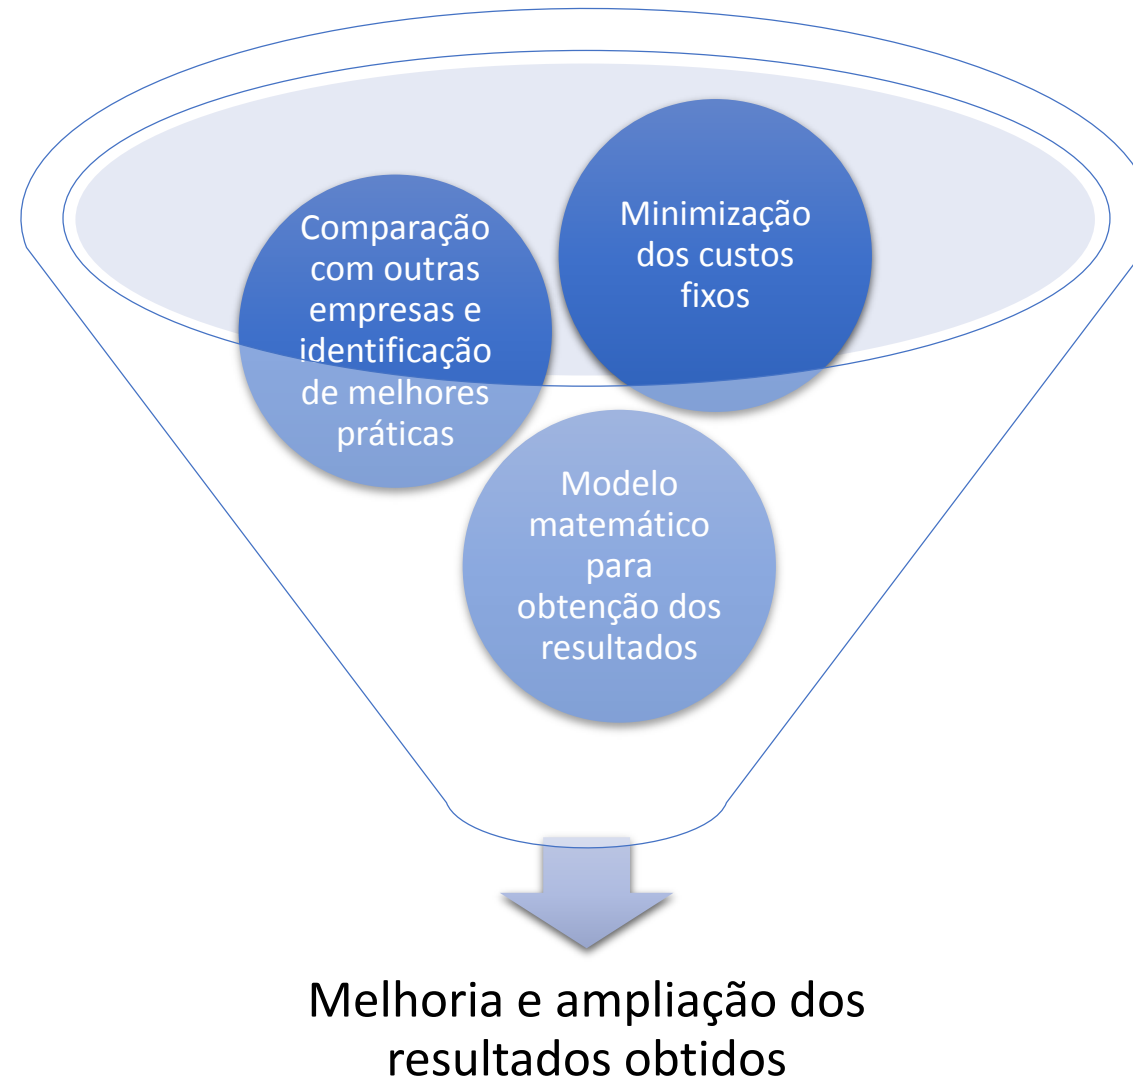 Comparação
com outras
empresas e
identificação
de melhores
práticas
Minimização
dos custos
fixos
Modelo
matemático
para
obtenção dos
resultados
Melhoria e ampliação dos
resultados obtidos